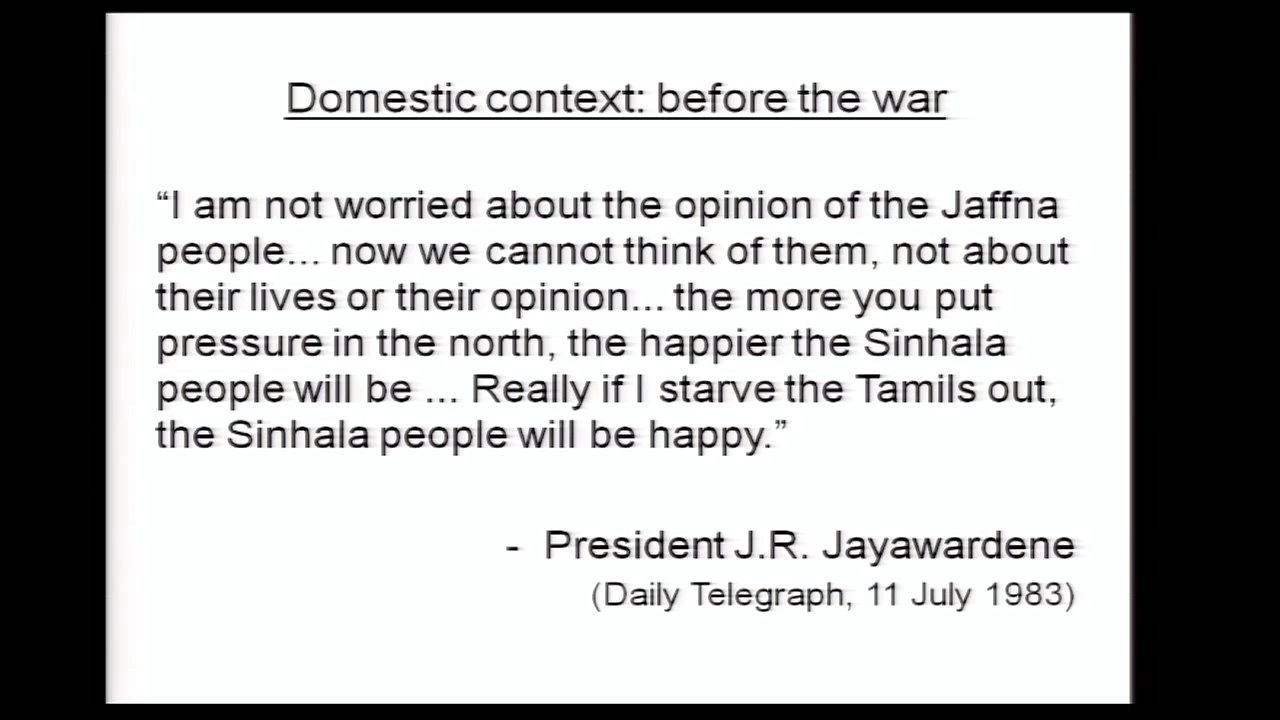 Domestic context: before the war
“I am not worried about the opinion of the Jaffna
people... now we cannot think of them, not about
their lives or their opinion... the more you put
pressure in the north, the happier the Sinhala
people will be ... Really if I starve the Tamils out,
the Sinhala people will be happy.”
- President J.R. Jayawardene
(Daily Telegraph, 11 July 1983)